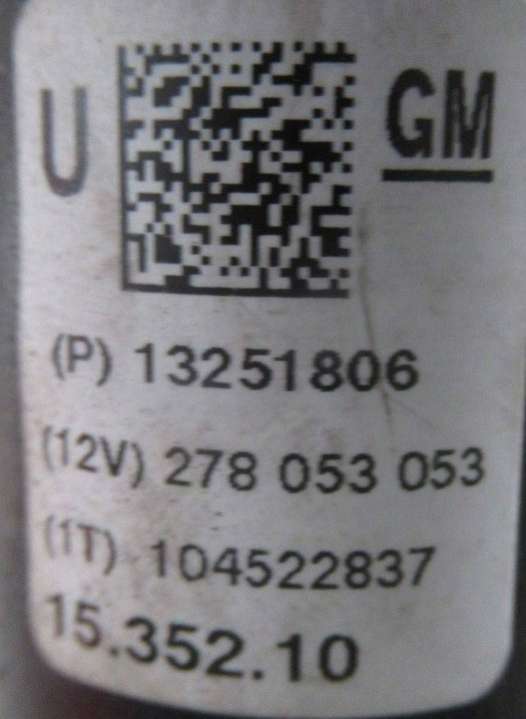 U GM
(P) 13251806
(12V) 278 053 053
(1T) 104522837
15.352.10